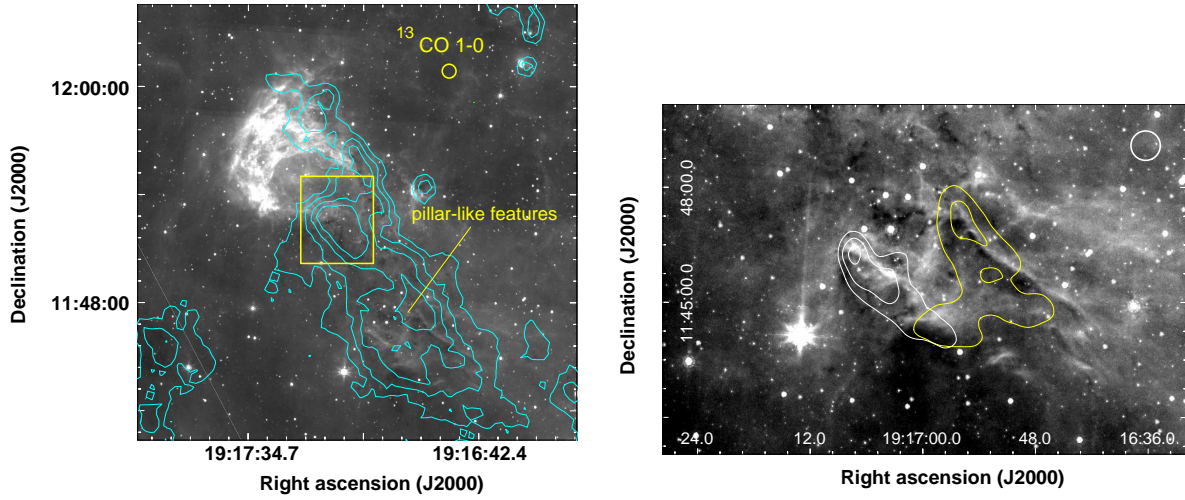 13 CO 1-0
pillar-like features
12:00:00
11:48:00
Declination (J2000)
19:17:34.7
19:16:42.4
Right ascension (J2000)
48:00.0
11:45:00.0
Declination (J2000)
24.0
12.0
19:17:00.0
48.0
16:36.0
Right ascension (J2000)